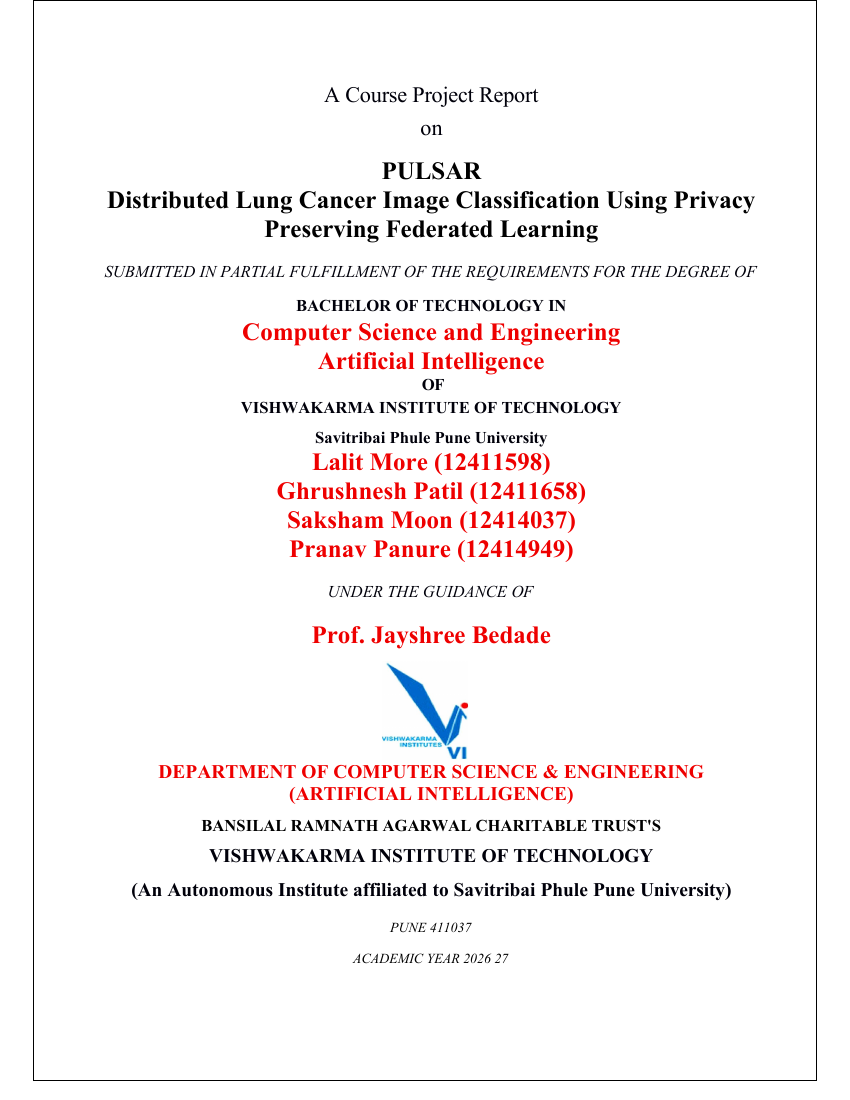 A Course Project Report
on
PULSAR
Distributed Lung Cancer Image Classification Using Privacy
Preserving Federated Learning
SUBMITTED IN PARTIAL FULFILLMENT OF THE REQUIREMENTS FOR THE DEGREE OF
BACHELOR OF TECHNOLOGY IN
Computer Science and Engineering
Artificial Intelligence
OF
VISHWAKARMA INSTITUTE OF TECHNOLOGY
Savitribai Phule Pune University
Lalit More (12411598)
Ghrushnesh Patil (12411658)
Saksham Moon (12414037)
Pranav Panure (12414949)
UNDER THE GUIDANCE OF
Prof. Jayshree Bedade
VISHWAKARMA
INSTITUTES
VI
DEPARTMENT OF COMPUTER SCIENCE & ENGINEERING
(ARTIFICIAL INTELLIGENCE)
BANSILAL RAMNATH AGARWAL CHARITABLE TRUST'S
VISHWAKARMA INSTITUTE OF TECHNOLOGY
(An Autonomous Institute affiliated to Savitribai Phule Pune University)
PUNE 411037
ACADEMIC YEAR 2026 27